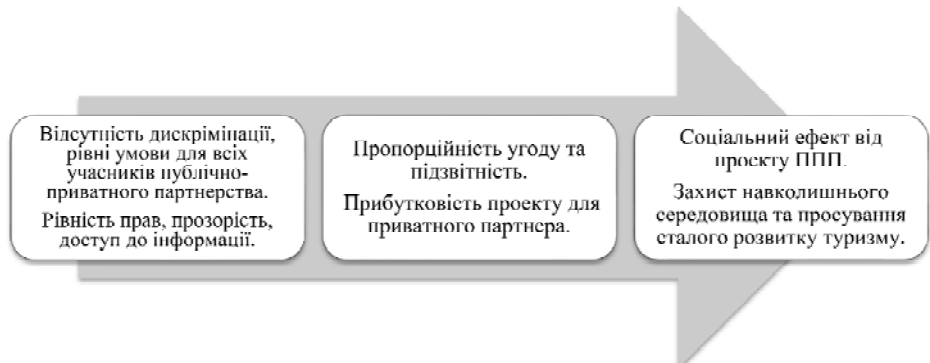 Відсутність дискримінації,
рівні умови для всіх
учасників публічно-
приватного партнерства.
Рівність прав, прозорість,
доступ до інформації.
Пропорційність угоду та
підзвітність.
Прибутковість проекту для
приватного партнера.
Соціальний ефект від
проекту ППП.
Захист навколишнього
середовища та просування
сталого розвитку туризму.